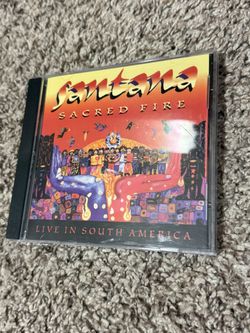 Santana
SACRED FIRE
LIVE IN SOUTH AMERICA